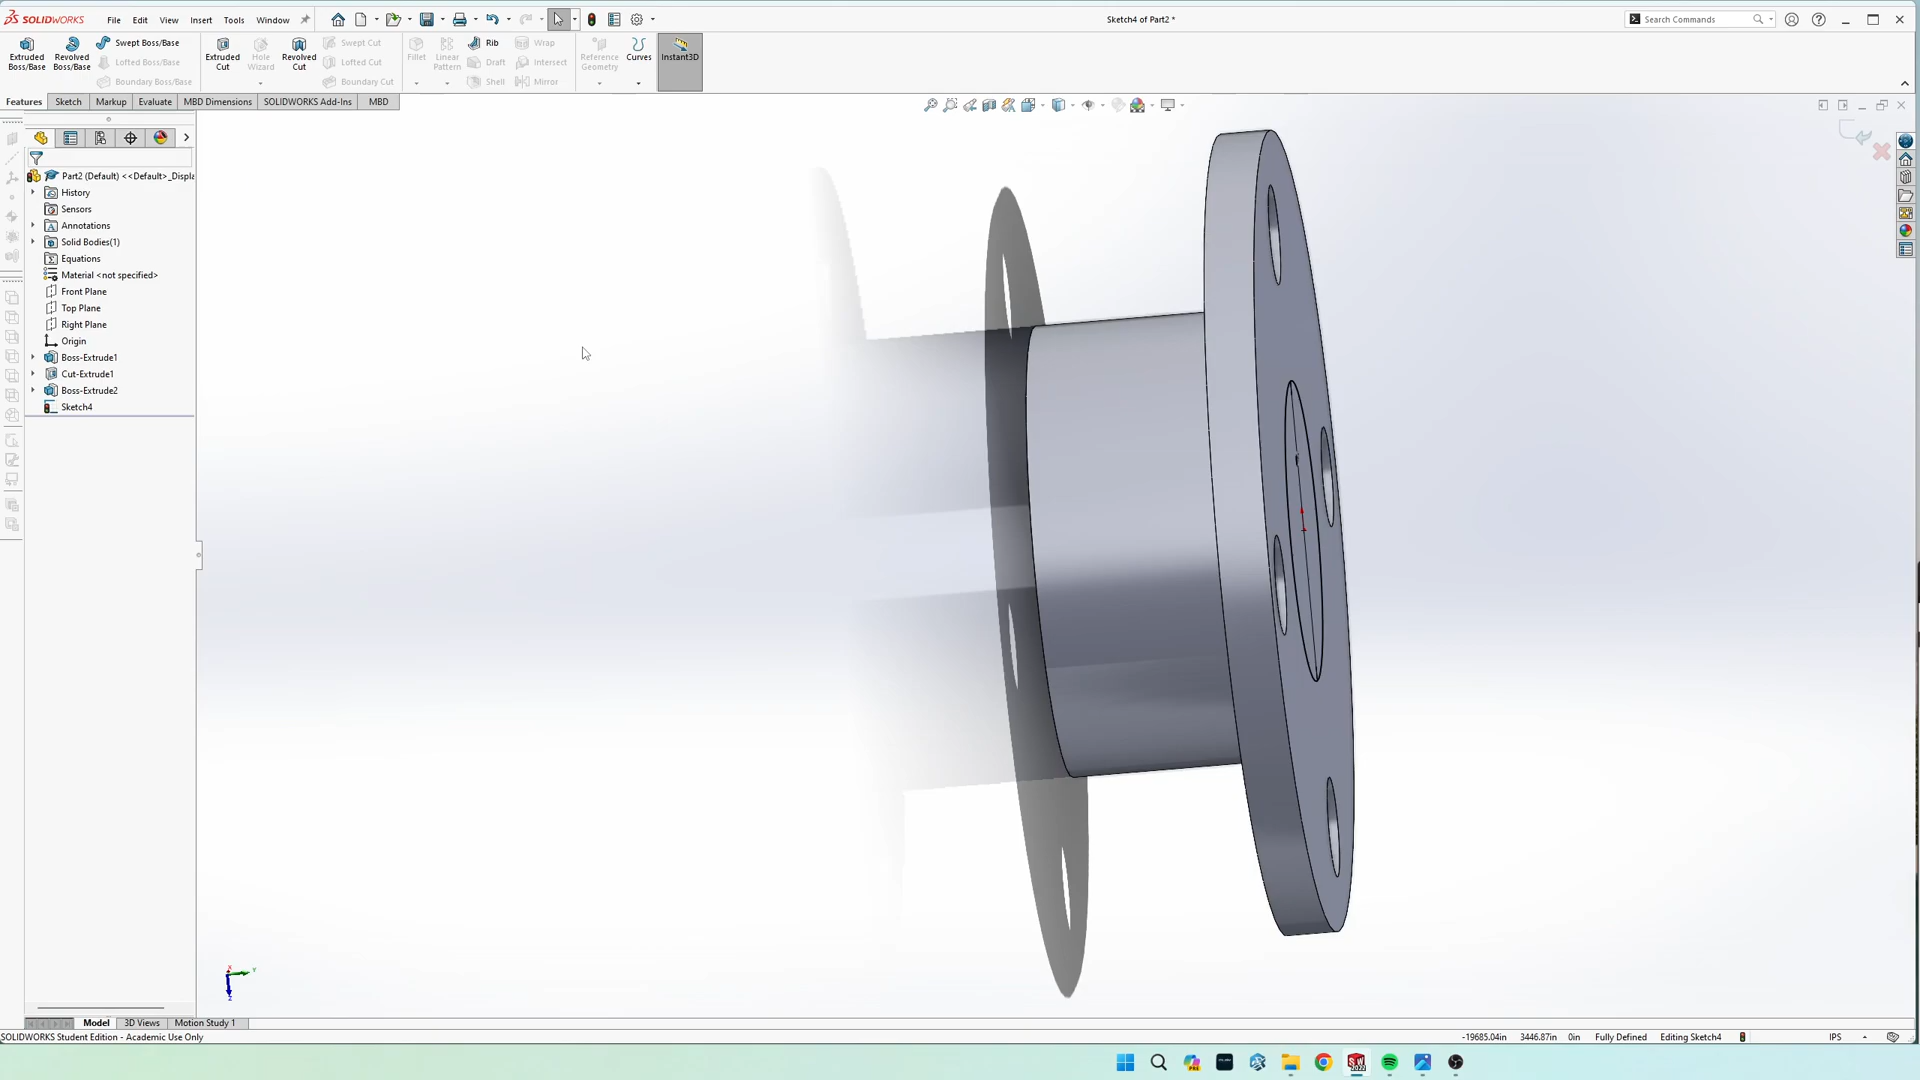 SOLIDWORKS File Edit View Insert Tools Window Sketch4 of Part2 * Search Commands
Extruded Boss/Base Revolved Boss/Base Swept Boss/Base Lofted Boss/Base Boundary Boss/Base Extruded Cut Hole Wizard Revolved Cut Swept Cut Lofted Cut Boundary Cut Fillet Linear Pattern Rib Draft Shell Wrap Intersect Mirror Reference Geometry Curves Instant3D
Features Sketch Markup Evaluate MBD Dimensions SOLIDWORKS Add-Ins MBD
Part2 (Default) <<Default>_Displa
History
Sensors
Annotations
Solid Bodies(1)
Equations
Material <not specified>
Front Plane
Top Plane
Right Plane
Origin
Boss-Extrude1
Cut-Extrude1
Boss-Extrude2
Sketch4
Model 3D Views Motion Study 1
SOLIDWORKS Student Edition - Academic Use Only -19685.04in 3446.87in 0in Fully Defined Editing Sketch4 IPS